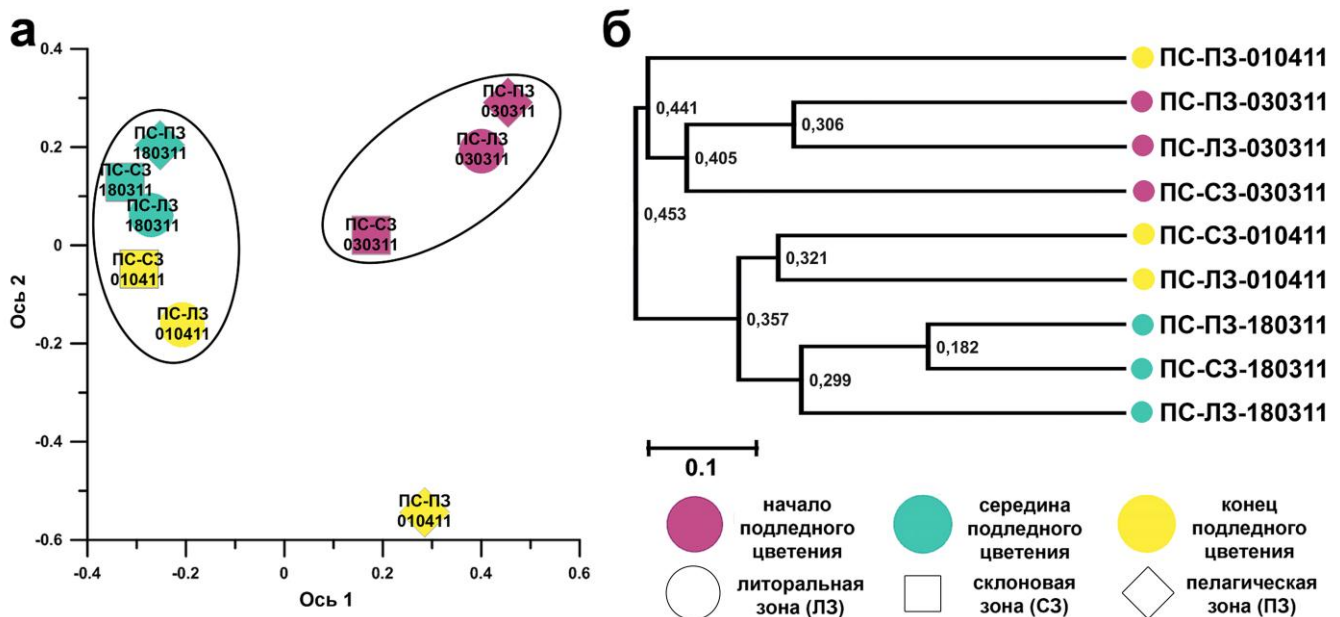 а
0.4
0.2
0
-0.2
-0.4
-0.6
Ось 2
-0.4
-0.2
0
0.2
0.4
0.6
Ось 1
ПС-ПЗ
030311
ПС-ЛЗ
030311
ПС-СЗ
030311
ПС-ПЗ
180311
ПС-СЗ
180311
ПС-ЛЗ
180311
ПС-СЗ
010411
ПС-ЛЗ
010411
ПС-ПЗ
010411
б
ПС-ПЗ-010411
ПС-ПЗ-030311
ПС-ЛЗ-030311
ПС-СЗ-030311
ПС-СЗ-010411
ПС-ЛЗ-010411
ПС-ПЗ-180311
ПС-СЗ-180311
ПС-ЛЗ-180311
0,441
0,306
0,405
0,453
0,321
0,357
0,182
0,299
0.1
начало
подледного
цветения
середина
подледного
цветения
конец
подледного
цветения
литоральная
зона (ЛЗ)
склоновая
зона (СЗ)
пелагическая
зона (ПЗ)